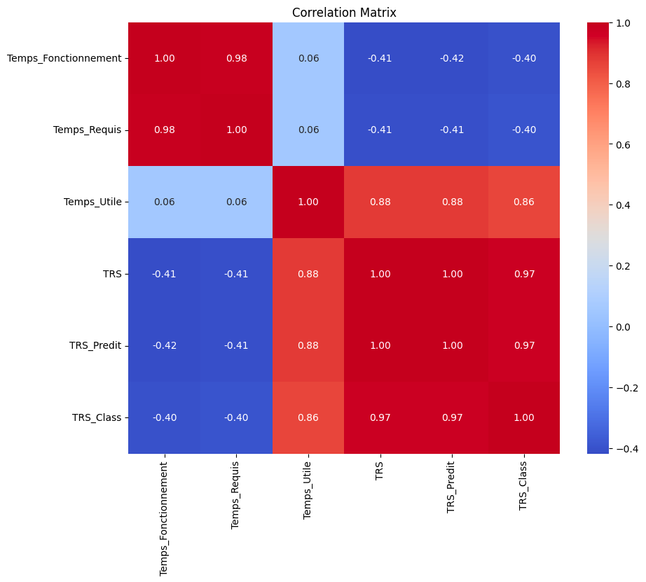 Correlation Matrix
Temps_Fonctionnement 1.00 0.98 0.06 -0.41 -0.42 -0.40
Temps_Requis 0.98 1.00 0.06 -0.41 -0.41 -0.40
Temps_Utile 0.06 0.06 1.00 0.88 0.88 0.86
TRS -0.41 -0.41 0.88 1.00 1.00 0.97
TRS_Predit -0.42 -0.41 0.88 1.00 1.00 0.97
TRS_Class -0.40 -0.40 0.86 0.97 0.97 1.00
Temps_Fonctionnement
Temps_Requis
Temps_Utile
TRS
TRS_Predit
TRS_Class
1.0
0.8
0.6
0.4
0.2
0.0
−0.2
−0.4